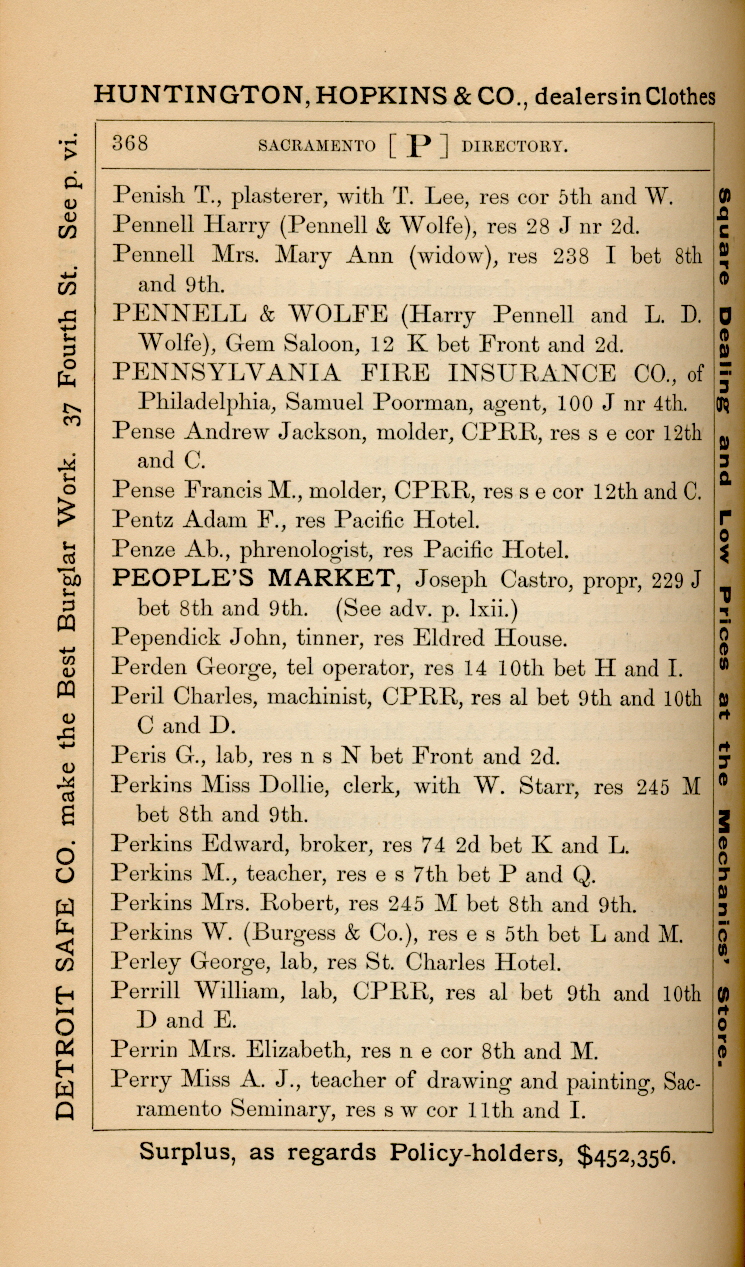 HUNTINGTON, HOPKINS & CO., dealers in Clothes
368 SACRAMENTO [ P ] DIRECTORY.
Penish T., plasterer, with T. Lee, res cor 5th and W.
Pennell Harry (Pennell & Wolfe), res 28 J nr 2d.
Pennell Mrs. Mary Ann (widow), res 238 I bet 8th
and 9th.
PENNELL & WOLFE (Harry Pennell and L. D.
Wolfe), Gem Saloon, 12 K bet Front and 2d.
PENNSYLVANIA FIRE INSURANCE CO., of
Philadelphia, Samuel Poorman, agent, 100 J nr 4th.
Pense Andrew Jackson, molder, CPRR, res s e cor 12th
and C.
Pense Francis M., molder, CPRR, res s e cor 12th and C.
Pentz Adam F., res Pacific Hotel.
Penze Ab., phrenologist, res Pacific Hotel.
PEOPLE'S MARKET, Joseph Castro, propr, 229 J
bet 8th and 9th. (See adv. p. lxii.)
Pependick John, tinner, res Eldred House.
Perden George, tel operator, res 14 10th bet H and I.
Peril Charles, machinist, CPRR, res al bet 9th and 10th
C and D.
Peris G., lab, res n s N bet Front and 2d.
Perkins Miss Dollie, clerk, with W. Starr, res 245 M
bet 8th and 9th.
Perkins Edward, broker, res 74 2d bet K and L.
Perkins M., teacher, res e s 7th bet P and Q.
Perkins Mrs. Robert, res 245 M bet 8th and 9th.
Perkins W. (Burgess & Co.), res e s 5th bet L and M.
Perley George, lab, res St. Charles Hotel.
Perrill William, lab, CPRR, res al bet 9th and 10th
D and E.
Perrin Mrs. Elizabeth, res n e cor 8th and M.
Perry Miss A. J., teacher of drawing and painting, Sac-
ramento Seminary, res s w cor 11th and I.
Surplus, as regards Policy-holders, $452,356.
DETROIT SAFE CO. make the Best Burglar Work. 37 Fourth St. See p. vi.
Square Dealing and Low Prices at the Mechanics' Store.